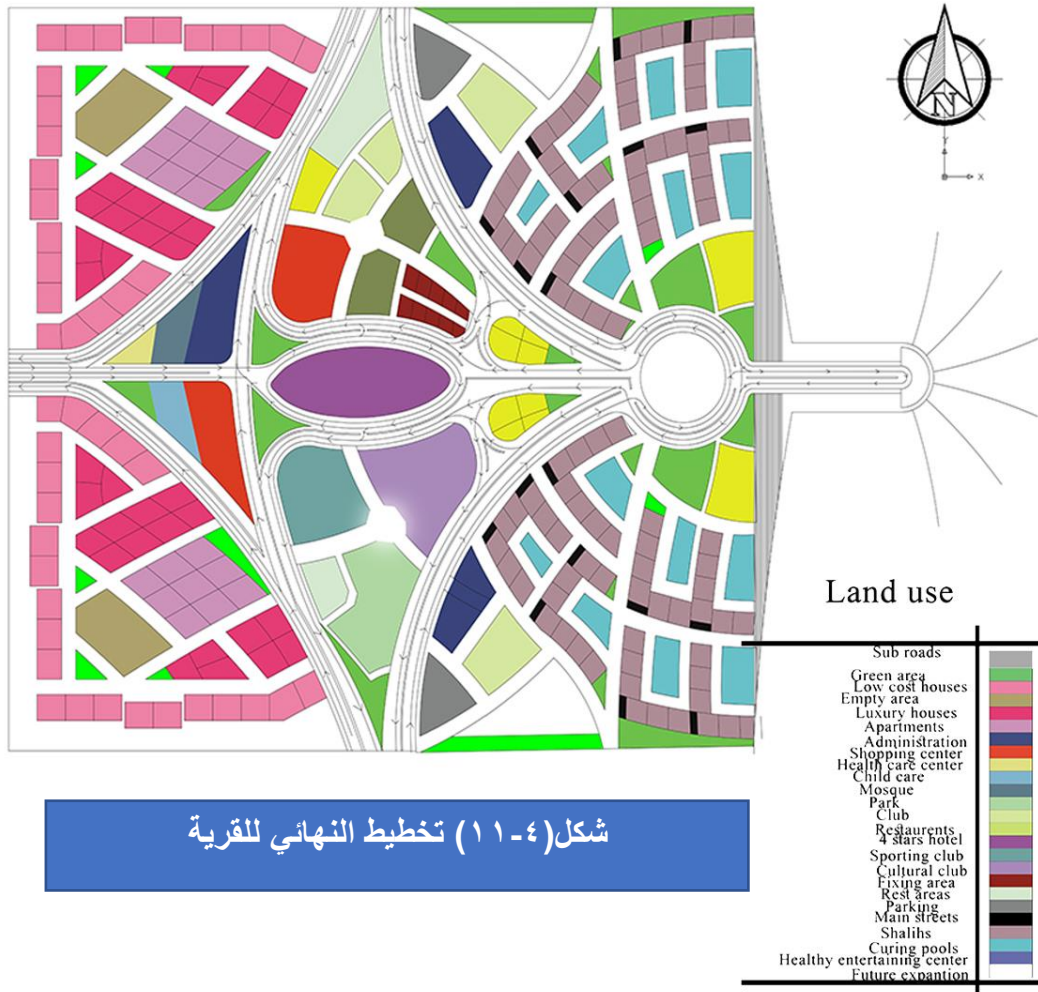 N
Y
X
Land use
Sub roads
Green area
Low cost houses
Empty area
Luxury houses
Apartments
Administration
Shopping center
Health care center
Child care
Mosque
Park
Club
Restaurents
4 stars hotel
Sporting club
Cultural club
Fixing area
Rest areas
Parking
Main streets
Shalihs
Curing pools
Healthy entertaining center
Future expantion
شكل(٤-١١) تخطيط النهائي للقرية